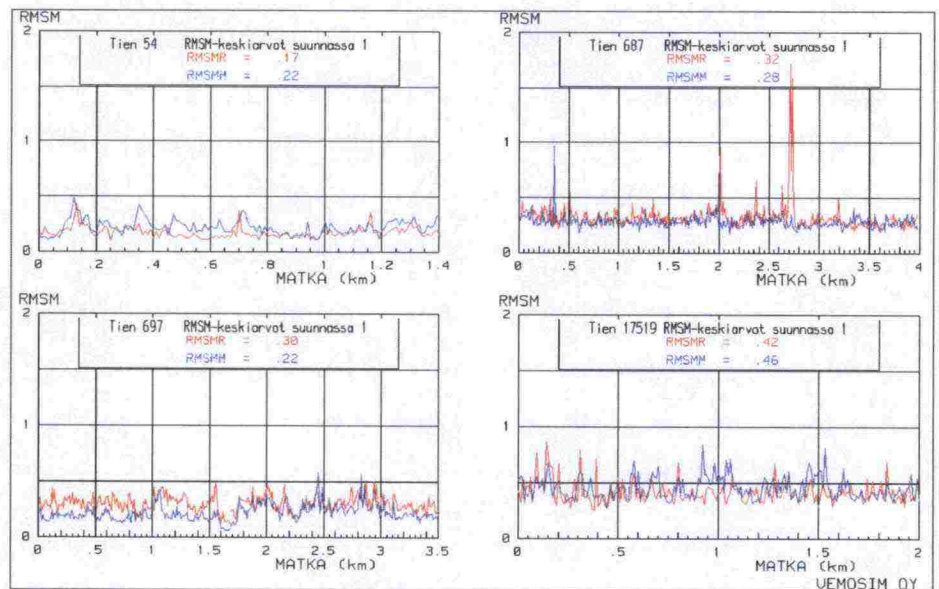 RMSM
2
Tien 54 RMSM-keskiarvot suunnassa 1
RMSMR = .17
RMSMM = .22
1
0
0 .2 .4 .6 .8 1 1.2 1.4
MATKA (km)
RMSM
2
Tien 687 RMSM-keskiarvot suunnassa 1
RMSMR = .32
RMSMM = .28
1
0
0 .5 1 1.5 2 2.5 3 3.5 4
MATKA (km)
RMSM
2
Tien 697 RMSM-keskiarvot suunnassa 1
RMSMR = .30
RMSMM = .22
1
0
0 .5 1 1.5 2 2.5 3 3.5
MATKA (km)
RMSM
2
Tien 17519 RMSM-keskiarvot suunnassa 1
RMSMR = .42
RMSMM = .46
1
0
0 .5 1 1.5 2
MATKA (km)
VEMOSIM OY